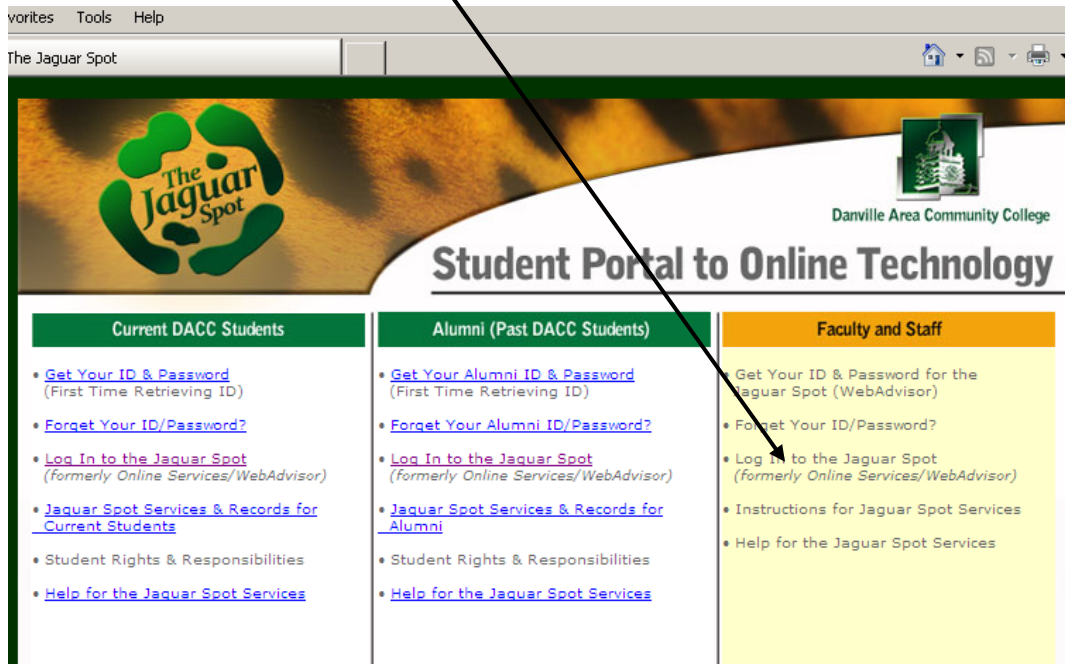 vorites Tools Help
The Jaguar Spot
The
Jaguar
Spot
Danville Area Community College
Student Portal to Online Technology
Current DACC Students
• Get Your ID & Password
(First Time Retrieving ID)
• Forget Your ID/Password?
• Log In to the Jaguar Spot
(formerly Online Services/WebAdvisor)
• Jaguar Spot Services & Records for
Current Students
• Student Rights & Responsibilities
• Help for the Jaguar Spot Services
Alumni (Past DACC Students)
• Get Your Alumni ID & Password
(First Time Retrieving ID)
• Forget Your Alumni ID/Password?
• Log In to the Jaguar Spot
(formerly Online Services/WebAdvisor)
• Jaguar Spot Services & Records for
Alumni
• Student Rights & Responsibilities
• Help for the Jaguar Spot Services
Faculty and Staff
• Get Your ID & Password for the
Jaguar Spot (WebAdvisor)
• Forget Your ID/Password?
• Log In to the Jaguar Spot
(formerly Online Services/WebAdvisor)
• Instructions for Jaguar Spot Services
• Help for the Jaguar Spot Services